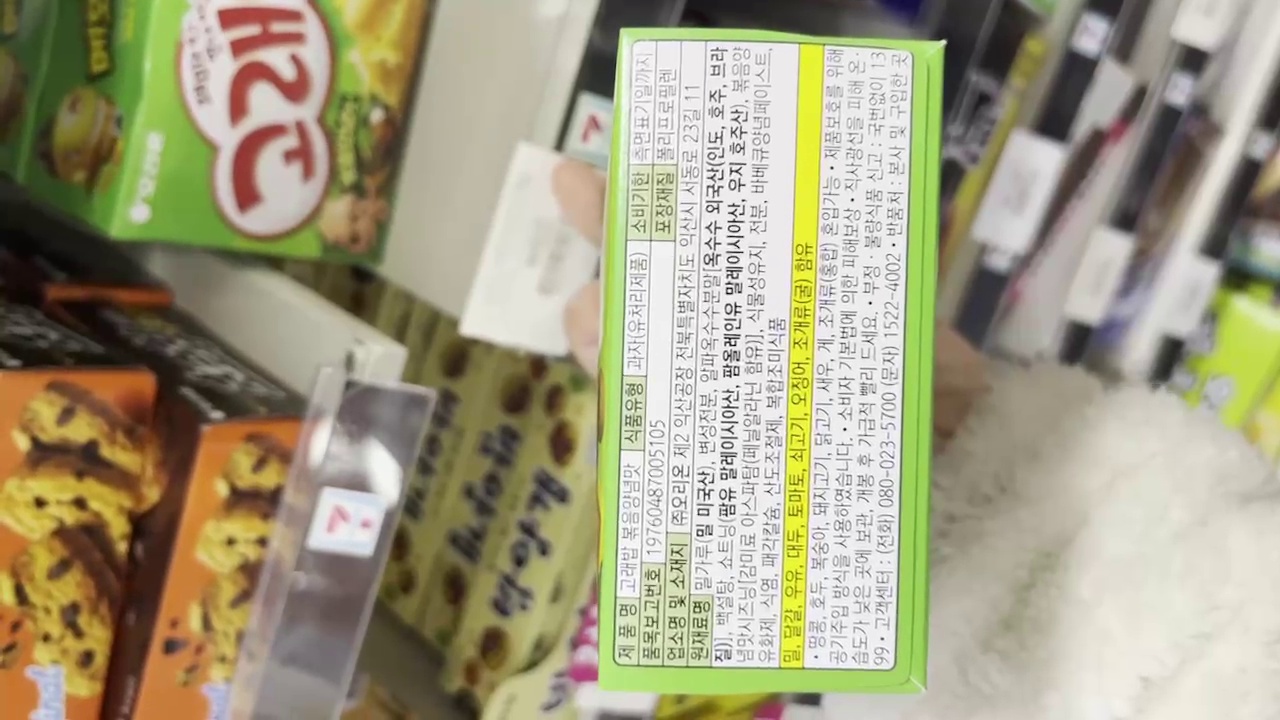 오리온
고래
밤양갱
제 품 명 고래밥 볶음양념맛 식품유형 과자(유처리제품) 소비기한 측면표기일까지
품목보고번호 19760487005105 포장재질 폴리프로필렌
업소명 및 소재지 ㈜오리온 제2 익산공장 전북특별자치도 익산시 서동로 23길 11
원재료명 밀가루(밀 미국산), 변성전분, 알파옥수수분말[옥수수 외국산(인도, 호주, 브라
질)], 백설탕, 쇼트닝(팜유 말레이시아산, 팜올레인유 말레이시아산, 우지 호주산), 볶음양
념맛시즈닝[감미료 아스파탐(페닐알라닌 함유)], 식물성유지, 전분, 바베큐양념페이스트,
유화제, 식염, 패각칼슘, 산도조절제, 복합조미식품
밀, 달걀, 우유, 대두, 토마토, 쇠고기, 오징어, 조개류(굴) 함유
• 땅콩, 호두, 복숭아, 돼지고기, 닭고기, 새우, 게, 조개류(홍합) 혼입가능 • 제품보호를 위해
공기주입 방식을 사용하였습니다. • 소비자 기본법에 의한 피해보상 • 직사광선을 피해 온·
습도가 낮은 곳에 보관, 개봉 후 가급적 빨리 드세요. • 부정·불량식품 신고 : 국번없이 13
99 • 고객센터 : (전화) 080-023-5700 (문자) 1522-4002 • 반품처 : 본사 및 구입한 곳